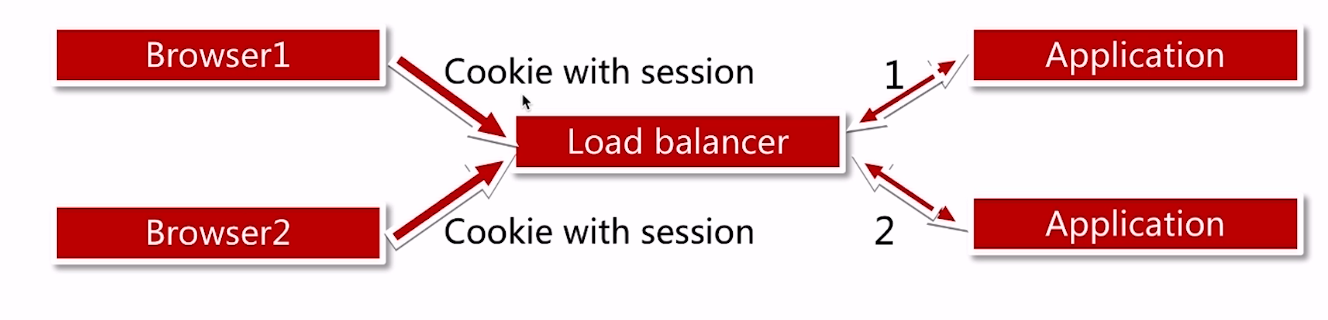 Browser1
Cookie with session
1
Application
Load balancer
Browser2
Cookie with session
2
Application